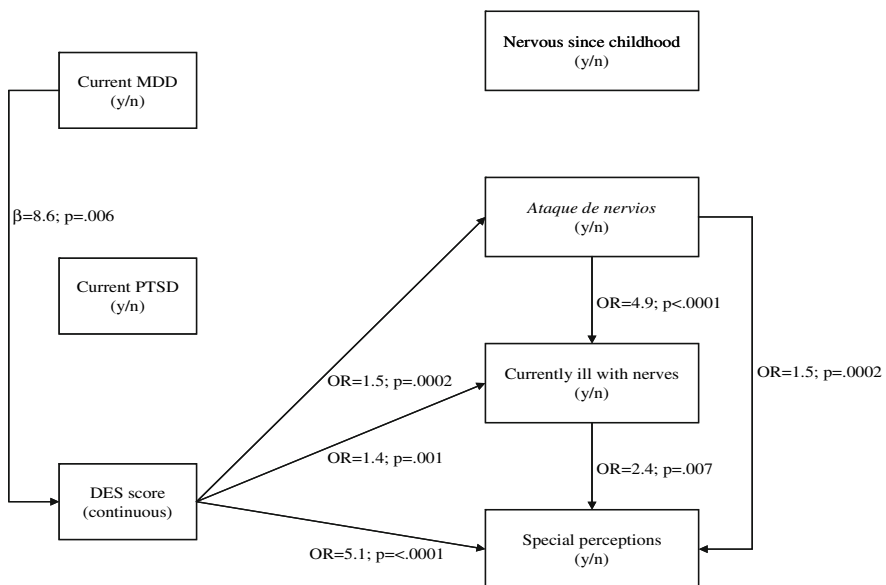 Nervous since childhood
(y/n)
Current MDD
(y/n)
β=8.6; p=.006
Ataque de nervios
(y/n)
Current PTSD
(y/n)
OR=4.9; p<.0001
OR=1.5; p=.0002
Currently ill with nerves
(y/n)
OR=1.5; p=.0002
OR=1.4; p=.001
OR=2.4; p=.007
DES score
(continuous)
Special perceptions
(y/n)
OR=5.1; p=<.0001